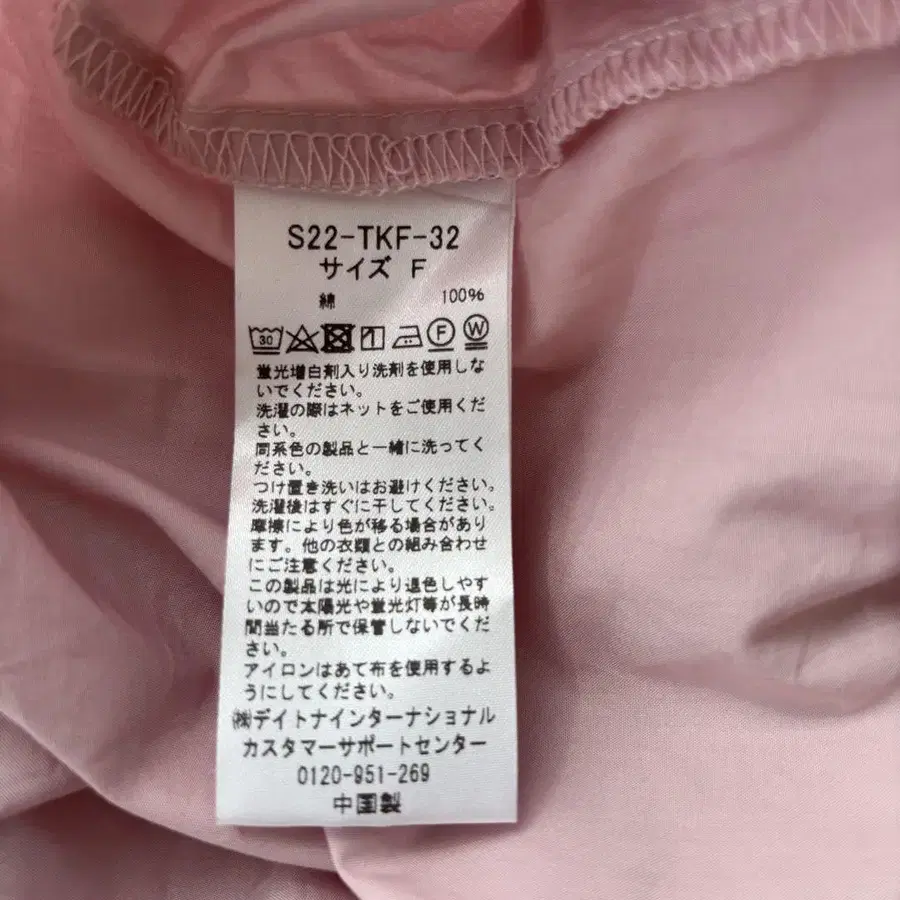 S22-TKF-32
サイズ F
綿 100%
30 F W
蛍光増白剤入り洗剤を使用しな
いでください。
洗濯の際はネットをご使用くだ
さい。
同系色の製品と一緒に洗ってく
ださい。
つけ置き洗いはお避けください。
洗濯後はすぐに干してください。
摩擦により色が移る場合があり
ます。他の衣類との組み合わせ
にご注意ください。
この製品は光により退色しやす
いので太陽光や蛍光灯等が長時
間当たる所で保管しないでくだ
さい。
アイロンはあて布を使用するよ
うにしてください。
㈱デイトナインターナショナル
カスタマーサポートセンター
0120-951-269
中国製